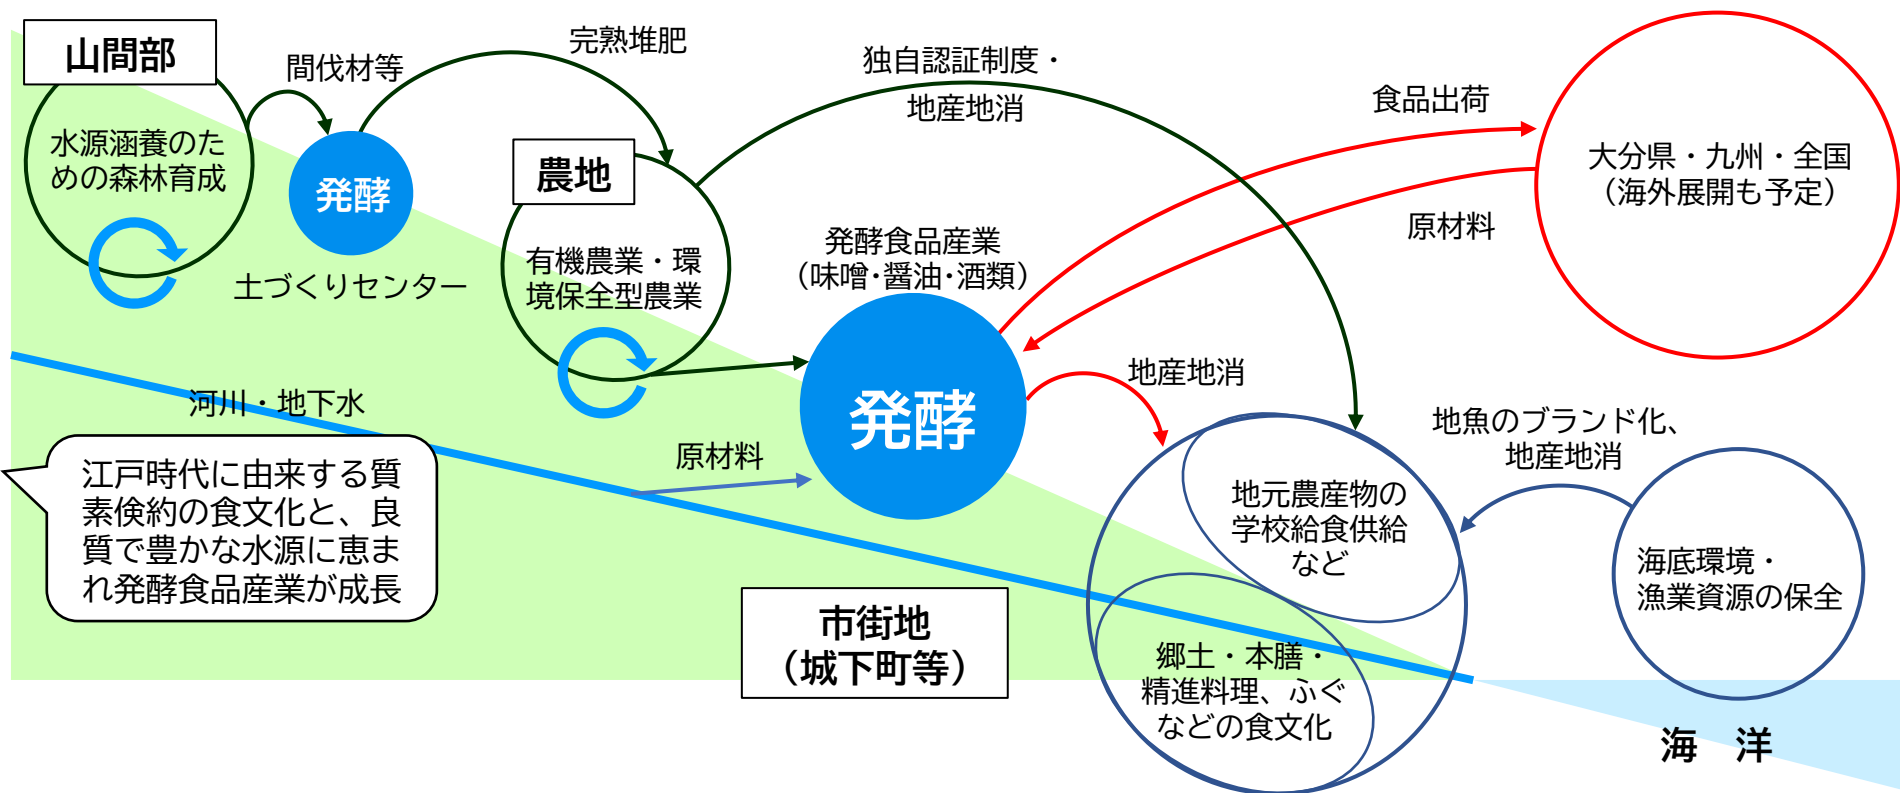 山間部
水源涵養のた
めの森林育成
間伐材等
発酵
土づくりセンター
完熟堆肥
農地
有機農業・環
境保全型農業
独自認証制度・
地産地消
発酵食品産業
（味噌・醤油・酒類）
発酵
食品出荷
原材料
大分県・九州・全国
（海外展開も予定）
河川・地下水
江戸時代に由来する質
素倹約の食文化と、良
質で豊かな水源に恵ま
れ発酵食品産業が成長
原材料
地産地消
市街地
（城下町等）
地元農産物の
学校給食供給
など
郷土・本膳・
精進料理、ふぐ
などの食文化
地魚のブランド化、
地産地消
海底環境・
漁業資源の保全
海　洋